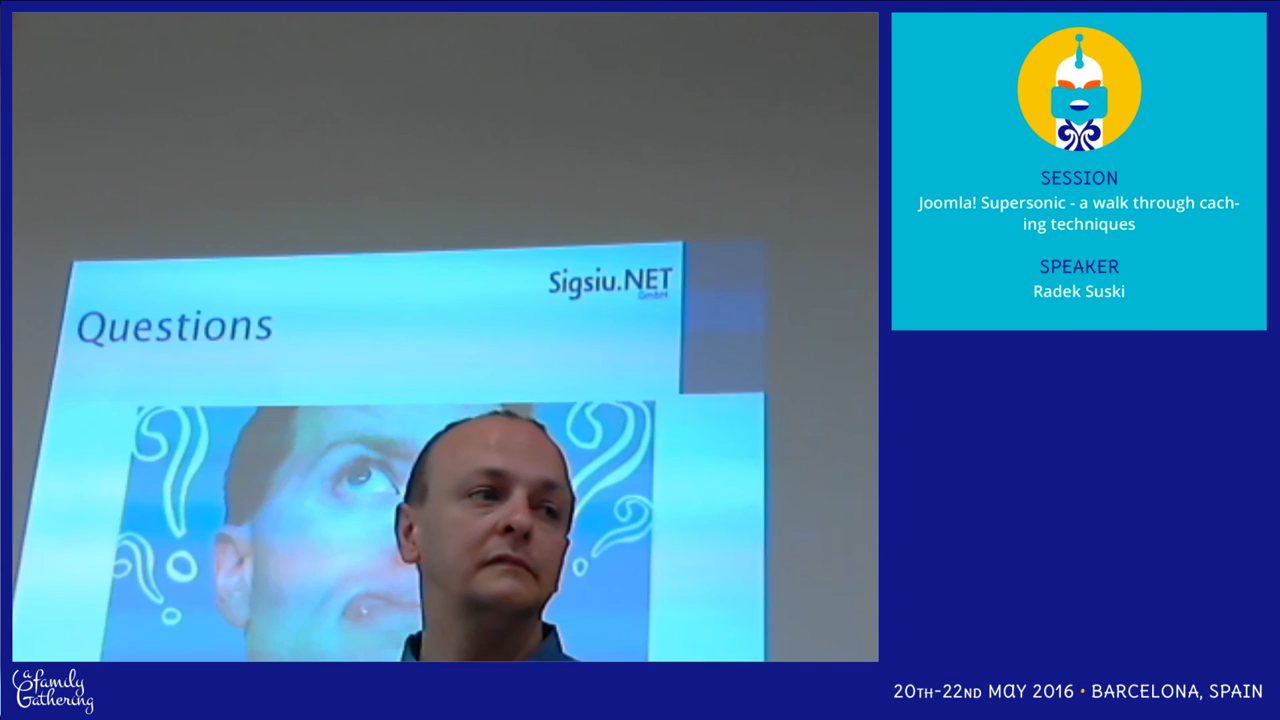 Sigsiu.NET
GmbH
Questions
SESSION
Joomla! Supersonic - a walk through cach-
ing techniques
SPEAKER
Radek Suski
a family
Gathering
20TH-22ND MAY 2016 • BARCELONA, SPAIN